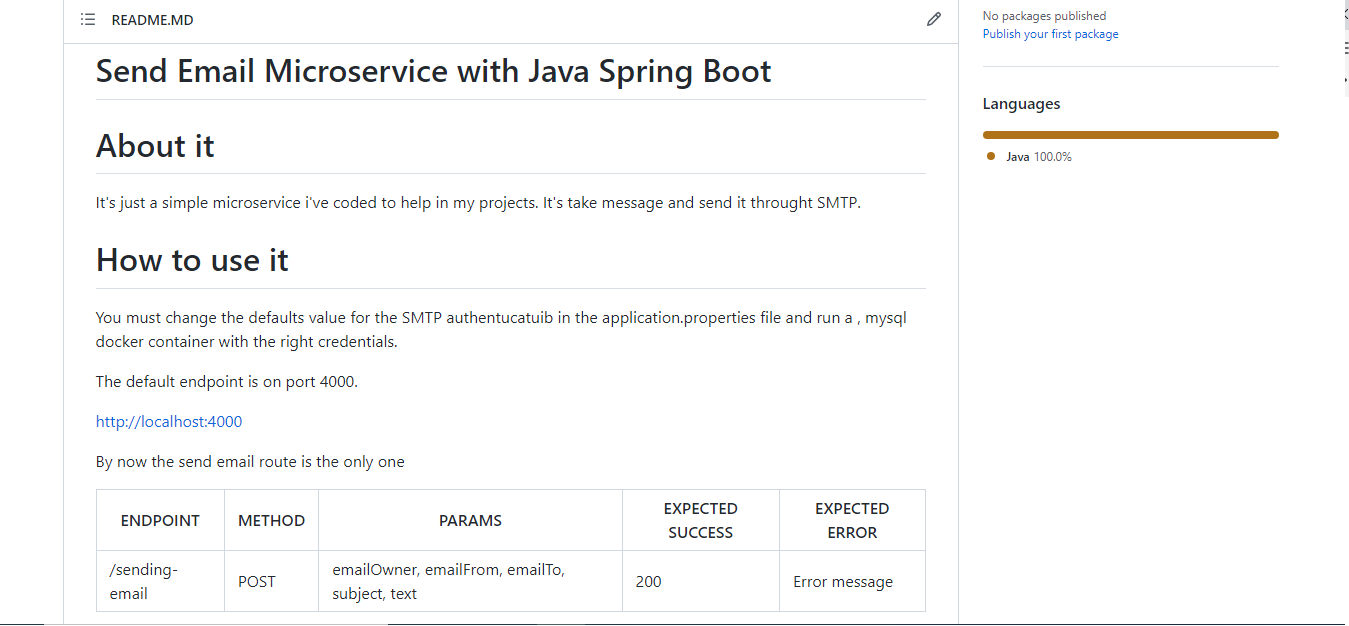 README.MD
Send Email Microservice with Java Spring Boot
About it
It's just a simple microservice i've coded to help in my projects. It's take message and send it throught SMTP.
How to use it
You must change the defaults value for the SMTP authentucatuib in the application.properties file and run a , mysql
docker container with the right credentials.
The default endpoint is on port 4000.
http://localhost:4000
By now the send email route is the only one
ENDPOINT METHOD PARAMS EXPECTED SUCCESS EXPECTED ERROR
/sending-email POST emailOwner, emailFrom, emailTo, subject, text 200 Error message
No packages published
Publish your first package
Languages
Java 100.0%